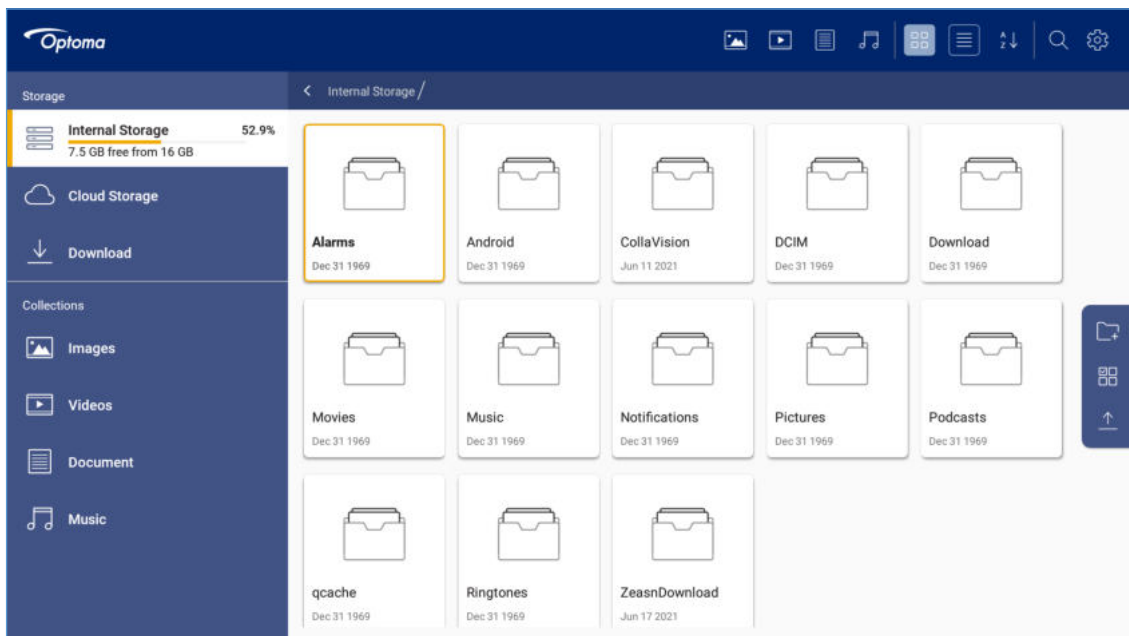 Optoma
Storage
Internal Storage /
Internal Storage 52.9%
7.5 GB free from 16 GB
Cloud Storage
Download
Collections
Images
Videos
Document
Music
Alarms
Dec 31 1969
Android
Dec 31 1969
CollaVision
Jun 11 2021
DCIM
Dec 31 1969
Download
Dec 31 1969
Movies
Dec 31 1969
Music
Dec 31 1969
Notifications
Dec 31 1969
Pictures
Dec 31 1969
Podcasts
Dec 31 1969
qcache
Dec 31 1969
Ringtones
Dec 31 1969
ZeasnDownload
Jun 17 2021